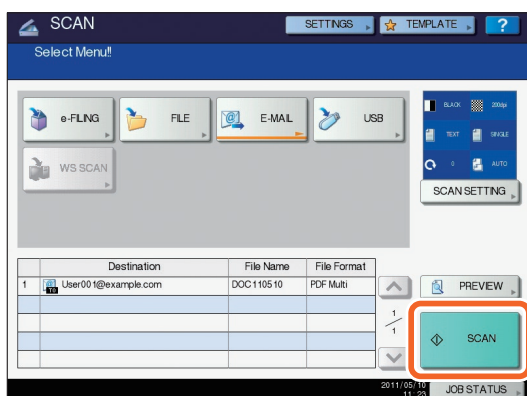 SCAN
SETTINGS
TEMPLATE
?
Select Menu!!
e-FILING
FILE
E-MAIL
USB
BLACK
200dpi
TEXT
SINGLE
0
AUTO
WS SCAN
SCAN SETTING
Destination File Name File Format
1 To User001@example.com DOC110510 PDF Multi
PREVIEW
1
1
SCAN
2011/05/10
11:23
JOB STATUS